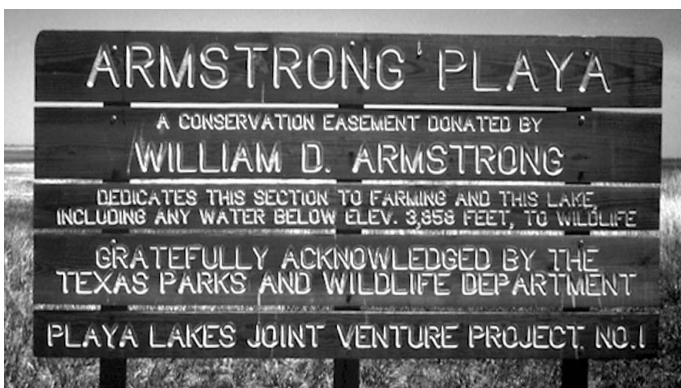 ARMSTRONG PLAYA
A CONSERVATION EASEMENT DONATED BY
WILLIAM D. ARMSTRONG
DEDICATES THIS SECTION TO FARMING AND THIS LAKE,
INCLUDING ANY WATER BELOW ELEV. 3,858 FEET, TO WILDLIFE
GRATEFULLY ACKNOWLEDGED BY THE
TEXAS PARKS AND WILDLIFE DEPARTMENT
PLAYA LAKES JOINT VENTURE PROJECT NO.1